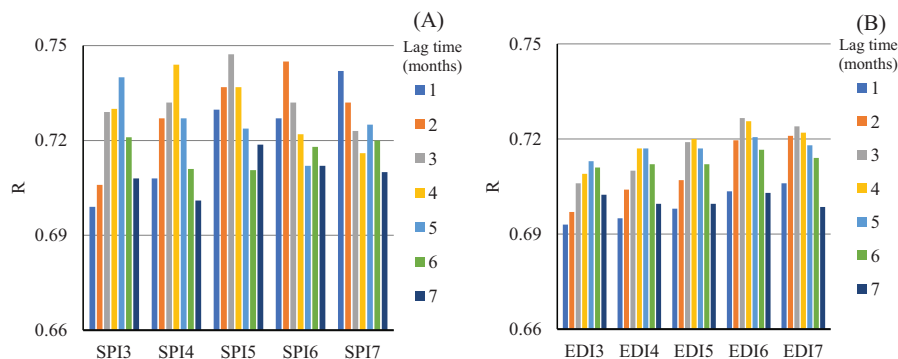 (A)
Lag time
(months)
0.75
0.72
0.69
0.66
R
SPI3 SPI4 SPI5 SPI6 SPI7
1
2
3
4
5
6
7
(B)
Lag time
(months)
0.75
0.72
0.69
0.66
R
EDI3 EDI4 EDI5 EDI6 EDI7
1
2
3
4
5
6
7